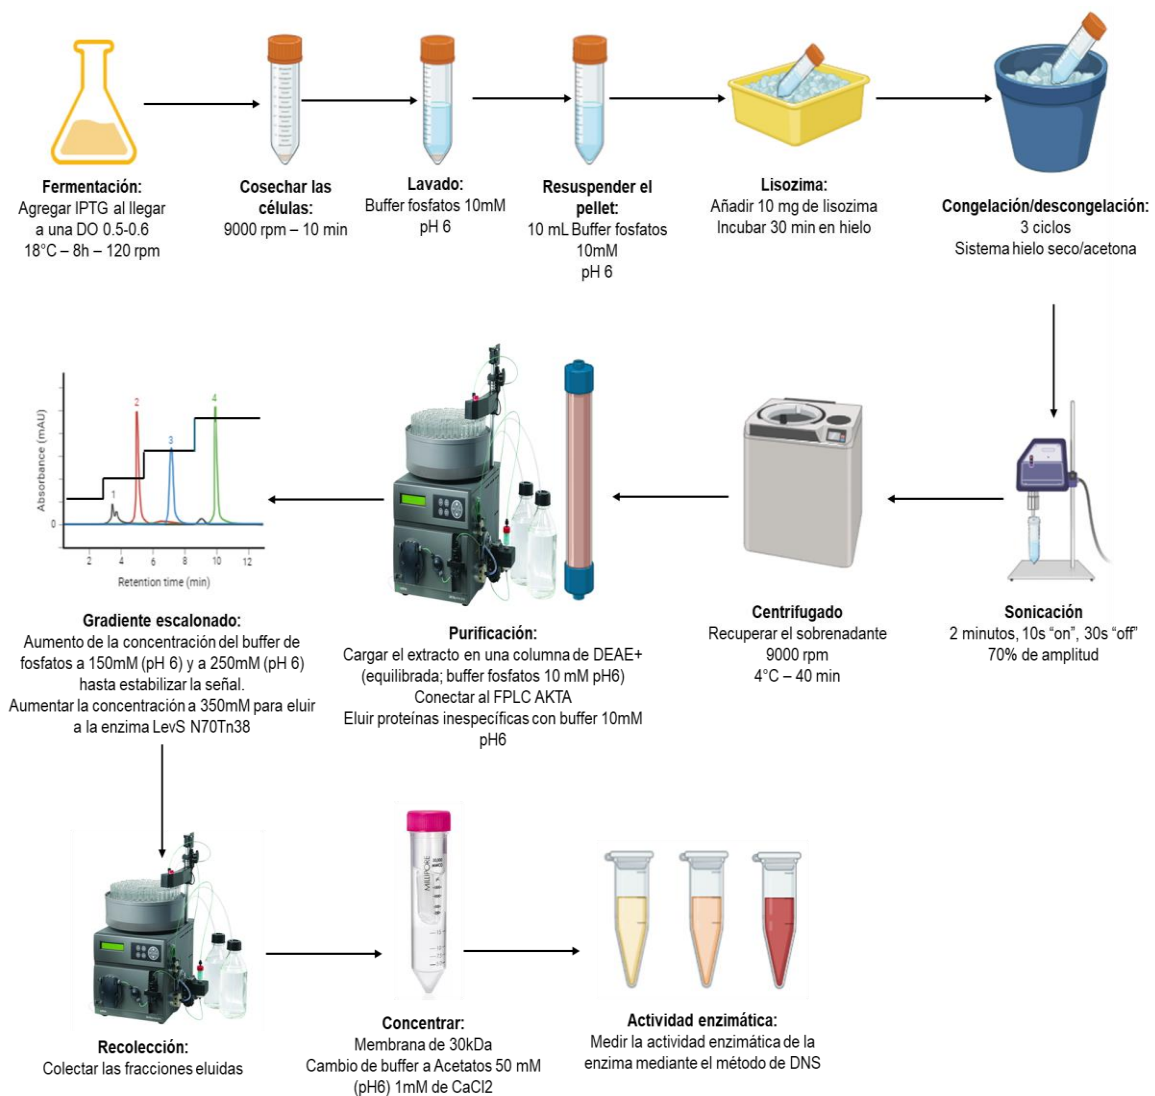 Fermentación:
Agregar IPTG al llegar
a una DO 0.5-0.6
18°C – 8h – 120 rpm
Cosechar las
células:
9000 rpm – 10 min
Lavado:
Buffer fosfatos 10mM
pH 6
Resuspender el
pellet:
10 mL Buffer fosfatos
10mM
pH 6
Lisozima:
Añadir 10 mg de lisozima
Incubar 30 min en hielo
Congelación/descongelación:
3 ciclos
Sistema hielo seco/acetona
Absorbance (mAU)
0
1
2
3
4
2
4
6
8
10
12
Retention time (min)
Gradiente escalonado:
Aumento de la concentración del buffer de
fosfatos a 150mM (pH 6) y a 250mM (pH 6)
hasta estabilizar la señal.
Aumentar la concentración a 350mM para eluir
a la enzima LevS N70Tn38
Purificación:
Cargar el extracto en una columna de DEAE+
(equilibrada; buffer fosfatos 10 mM pH6)
Conectar al FPLC AKTA
Eluir proteínas inespecíficas con buffer 10mM
pH6
Centrifugado
Recuperar el sobrenadante
9000 rpm
4°C – 40 min
Sonicación
2 minutos, 10s “on”, 30s “off”
70% de amplitud
Recolección:
Colectar las fracciones eluidas
MILLIPORE
Concentrar:
Membrana de 30kDa
Cambio de buffer a Acetatos 50 mM
(pH6) 1mM de CaCl2
Actividad enzimática:
Medir la actividad enzimática de la
enzima mediante el método de DNS